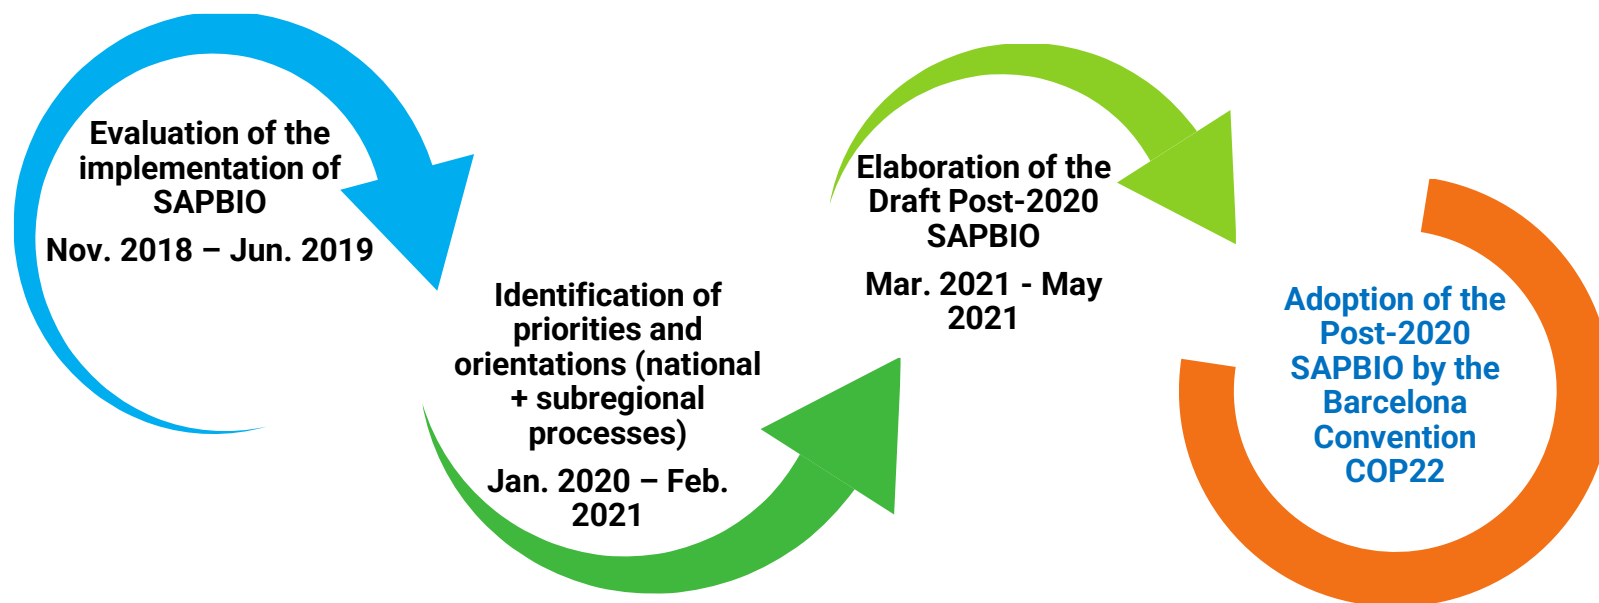 Evaluation of the
implementation of
SAPBIO
Nov. 2018 – Jun. 2019
Identification of
priorities and
orientations (national
+ subregional
processes)
Jan. 2020 – Feb.
2021
Elaboration of the
Draft Post-2020
SAPBIO
Mar. 2021 - May
2021
Adoption of the
Post-2020
SAPBIO by the
Barcelona
Convention
COP22